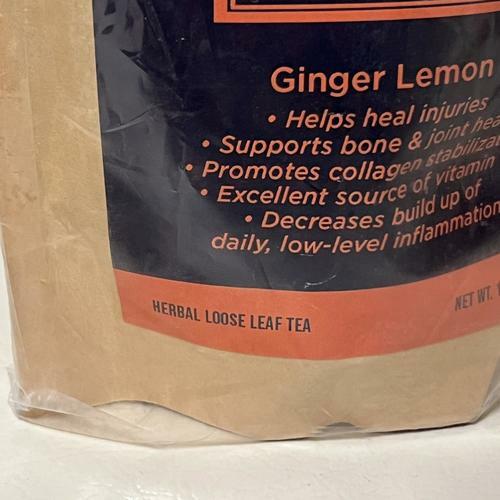 Ginger Lemon
• Helps heal injuries
• Supports bone & joint
• Promotes collagen
• Excellent source of vitamin
• Decreases build up of
daily, low-level inflammation
HERBAL LOOSE LEAF TEA
NET WT.